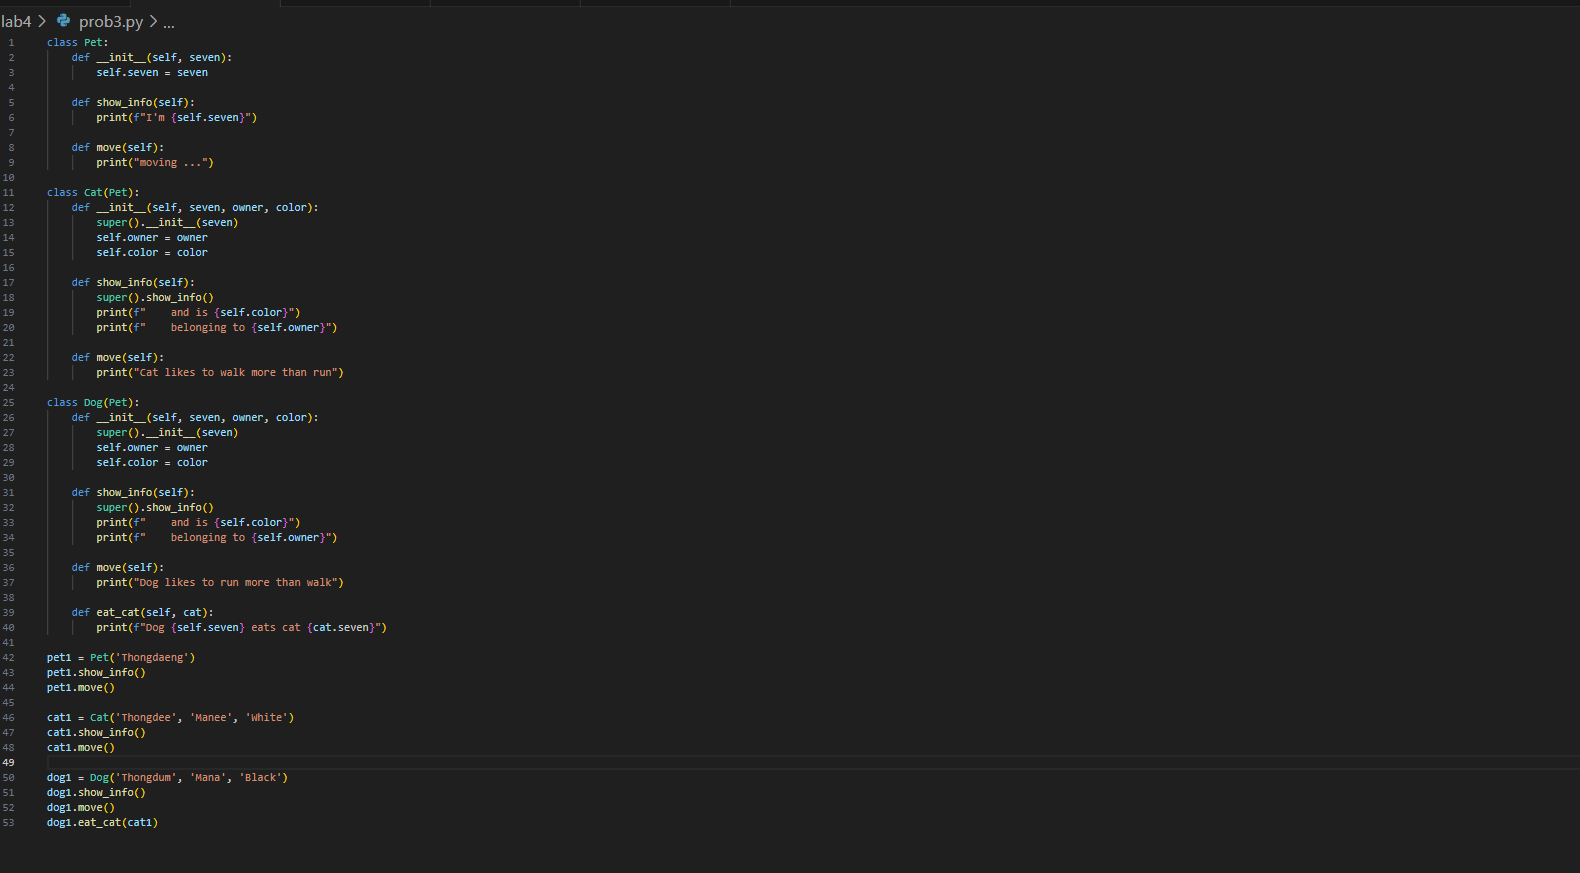 lab4 > prob3.py > ...
1 class Pet:
2     def __init__(self, seven):
3         self.seven = seven
4
5     def show_info(self):
6         print(f"I'm {self.seven}")
7
8     def move(self):
9         print("moving ...")
10
11 class Cat(Pet):
12     def __init__(self, seven, owner, color):
13         super().__init__(seven)
14         self.owner = owner
15         self.color = color
16
17     def show_info(self):
18         super().show_info()
19         print(f"    and is {self.color}")
20         print(f"    belonging to {self.owner}")
21
22     def move(self):
23         print("Cat likes to walk more than run")
24
25 class Dog(Pet):
26     def __init__(self, seven, owner, color):
27         super().__init__(seven)
28         self.owner = owner
29         self.color = color
30
31     def show_info(self):
32         super().show_info()
33         print(f"    and is {self.color}")
34         print(f"    belonging to {self.owner}")
35
36     def move(self):
37         print("Dog likes to run more than walk")
38
39     def eat_cat(self, cat):
40         print(f"Dog {self.seven} eats cat {cat.seven}")
41
42 pet1 = Pet('Thongdaeng')
43 pet1.show_info()
44 pet1.move()
45
46 cat1 = Cat('Thongdee', 'Manee', 'White')
47 cat1.show_info()
48 cat1.move()
49
50 dog1 = Dog('Thongdum', 'Mana', 'Black')
51 dog1.show_info()
52 dog1.move()
53 dog1.eat_cat(cat1)